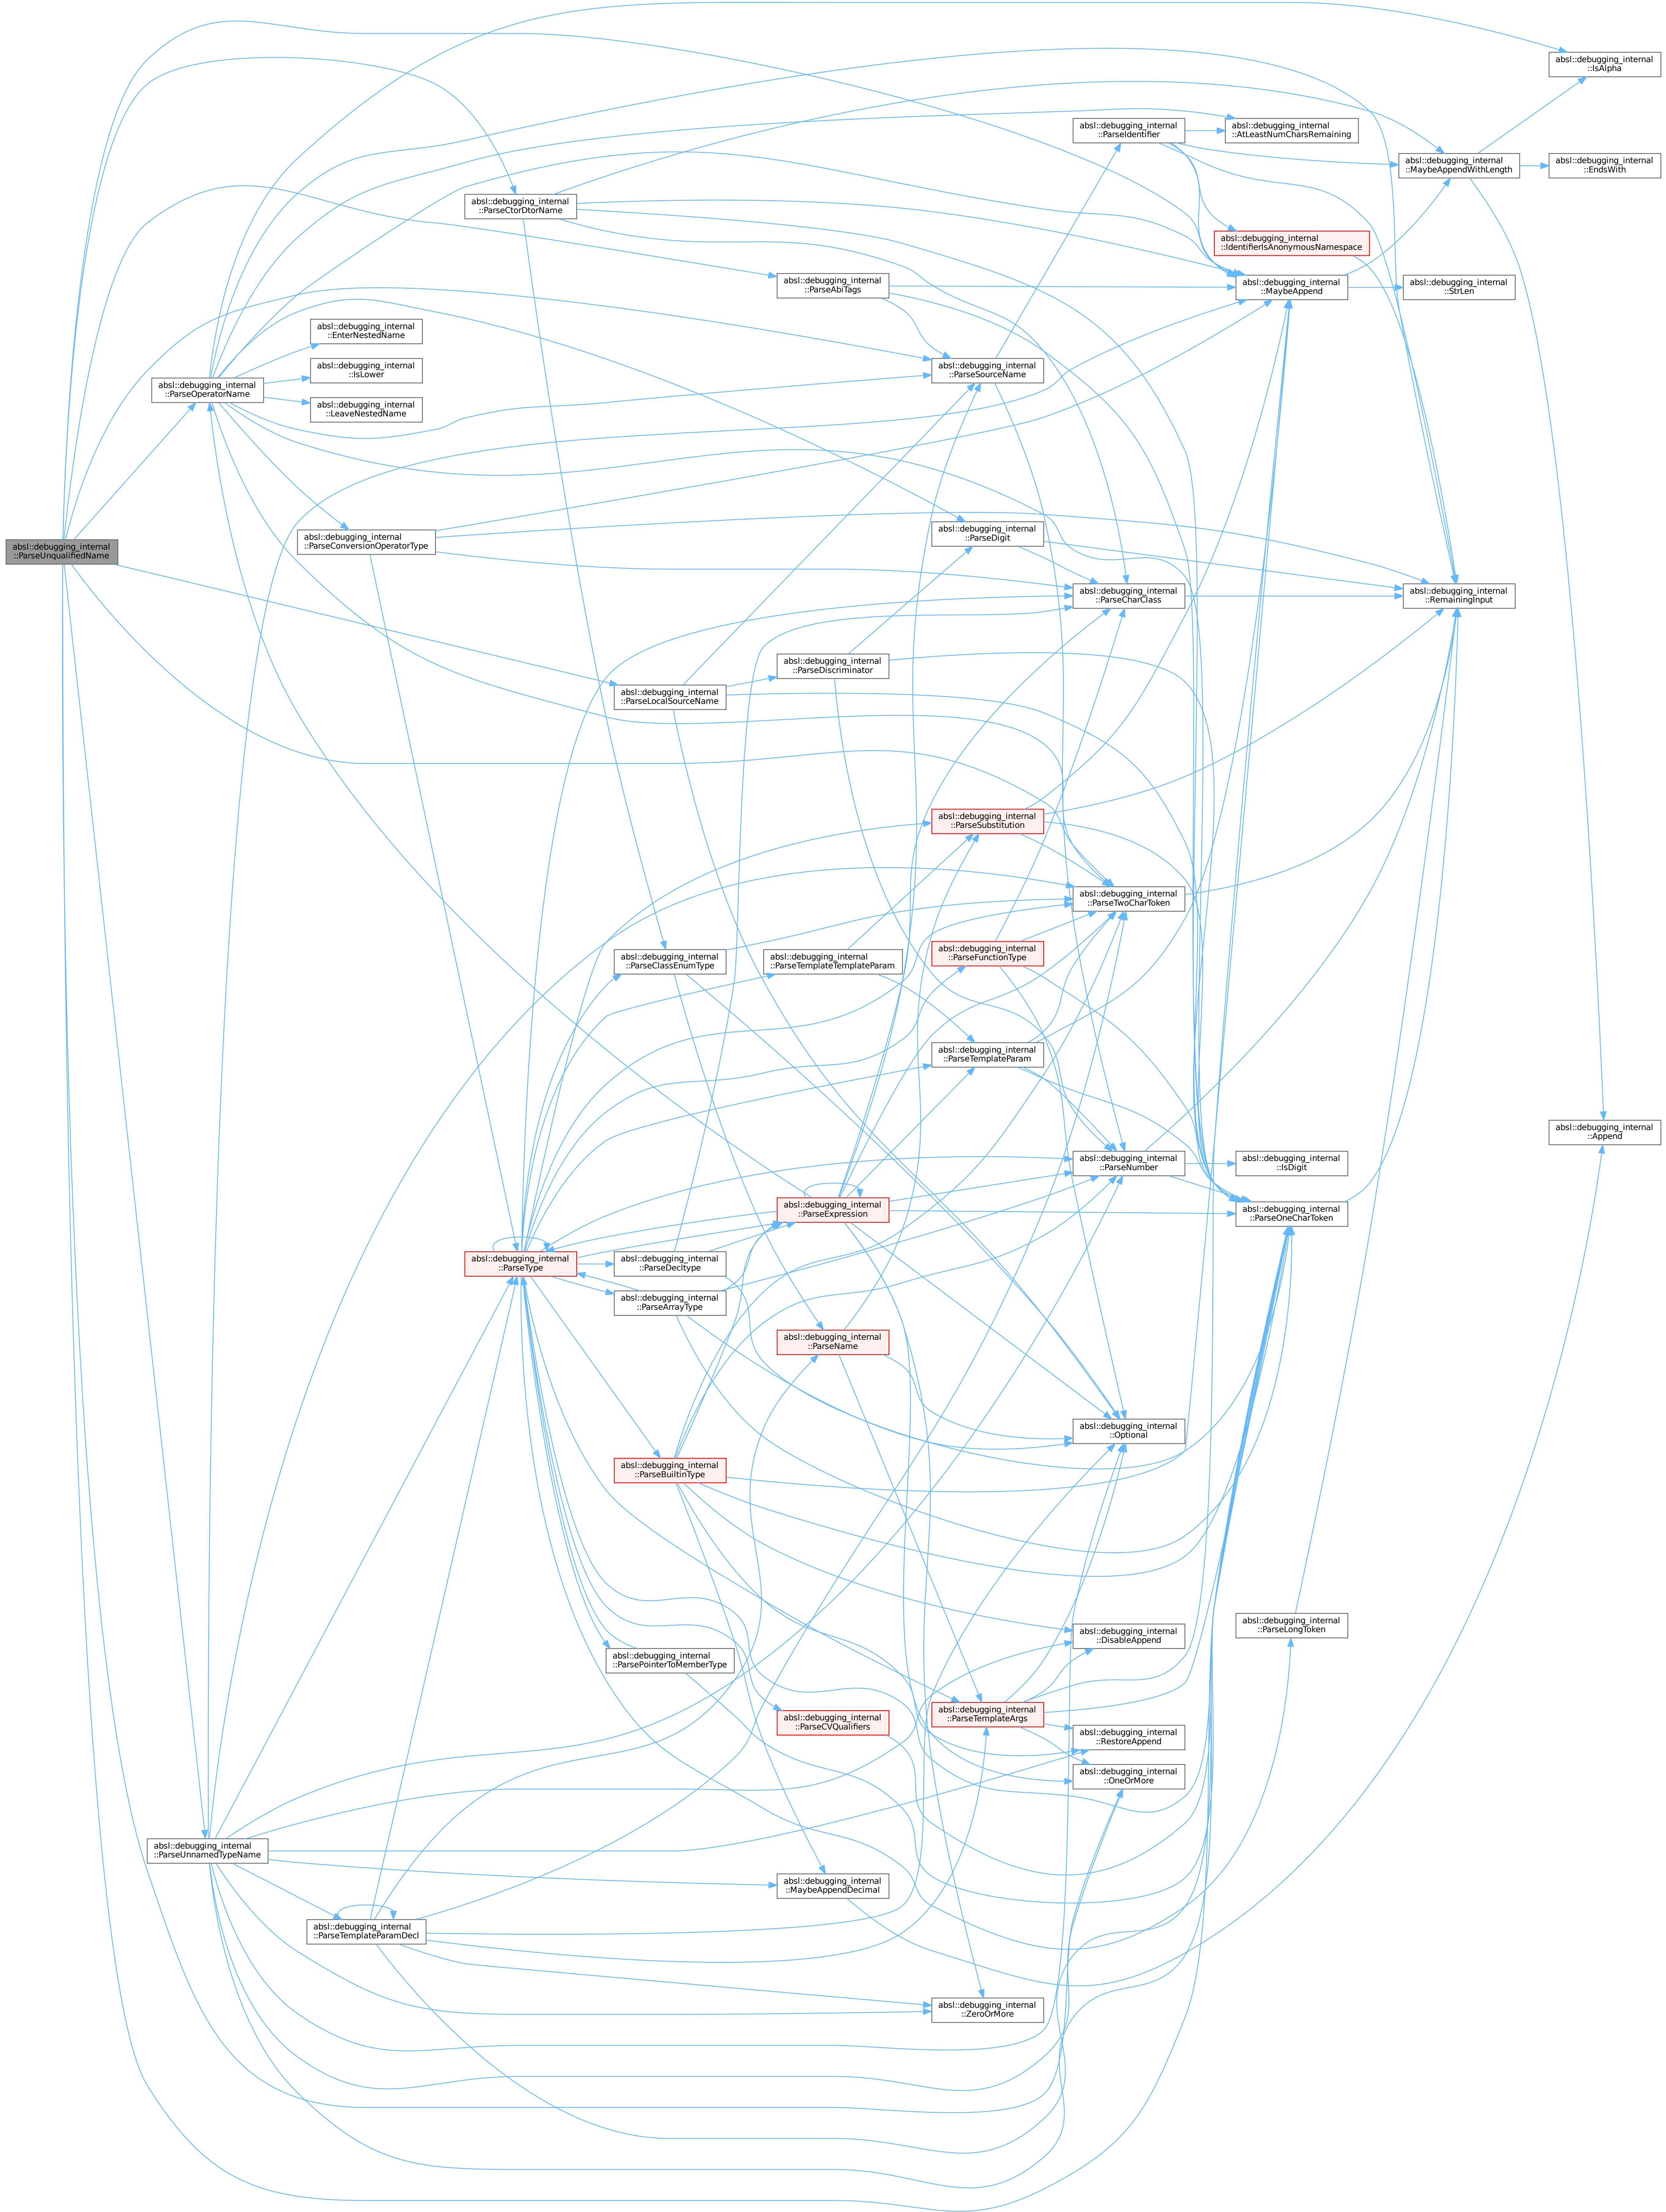 absl::debugging_internal
::ParseUnqualifiedName
absl::debugging_internal
::ParseOperatorName
absl::debugging_internal
::ParseUnnamedTypeName
absl::debugging_internal
::EnterNestedName
absl::debugging_internal
::IsLower
absl::debugging_internal
::LeaveNestedName
absl::debugging_internal
::ParseConversionOperatorType
absl::debugging_internal
::ParseTemplateParamDecl
absl::debugging_internal
::ParseCtorDtorName
absl::debugging_internal
::ParseType
absl::debugging_internal
::ParseLocalSourceName
absl::debugging_internal
::ParseClassEnumType
absl::debugging_internal
::ParseDecltype
absl::debugging_internal
::ParseArrayType
absl::debugging_internal
::ParseBuiltinType
absl::debugging_internal
::ParsePointerToMemberType
absl::debugging_internal
::ParseAbiTags
absl::debugging_internal
::ParseDiscriminator
absl::debugging_internal
::ParseTemplateTemplateParam
absl::debugging_internal
::ParseExpression
absl::debugging_internal
::ParseName
absl::debugging_internal
::ParseCVQualifiers
absl::debugging_internal
::MaybeAppendDecimal
absl::debugging_internal
::ParseSourceName
absl::debugging_internal
::ParseDigit
absl::debugging_internal
::ParseSubstitution
absl::debugging_internal
::ParseFunctionType
absl::debugging_internal
::ParseTemplateParam
absl::debugging_internal
::ParseTemplateArgs
absl::debugging_internal
::ZeroOrMore
absl::debugging_internal
::ParseIdentifier
absl::debugging_internal
::ParseCharClass
absl::debugging_internal
::ParseTwoCharToken
absl::debugging_internal
::ParseNumber
absl::debugging_internal
::Optional
absl::debugging_internal
::DisableAppend
absl::debugging_internal
::RestoreAppend
absl::debugging_internal
::OneOrMore
absl::debugging_internal
::AtLeastNumCharsRemaining
absl::debugging_internal
::IdentifierIsAnonymousNamespace
absl::debugging_internal
::MaybeAppend
absl::debugging_internal
::IsDigit
absl::debugging_internal
::ParseOneCharToken
absl::debugging_internal
::ParseLongToken
absl::debugging_internal
::MaybeAppendWithLength
absl::debugging_internal
::StrLen
absl::debugging_internal
::RemainingInput
absl::debugging_internal
::IsAlpha
absl::debugging_internal
::EndsWith
absl::debugging_internal
::Append